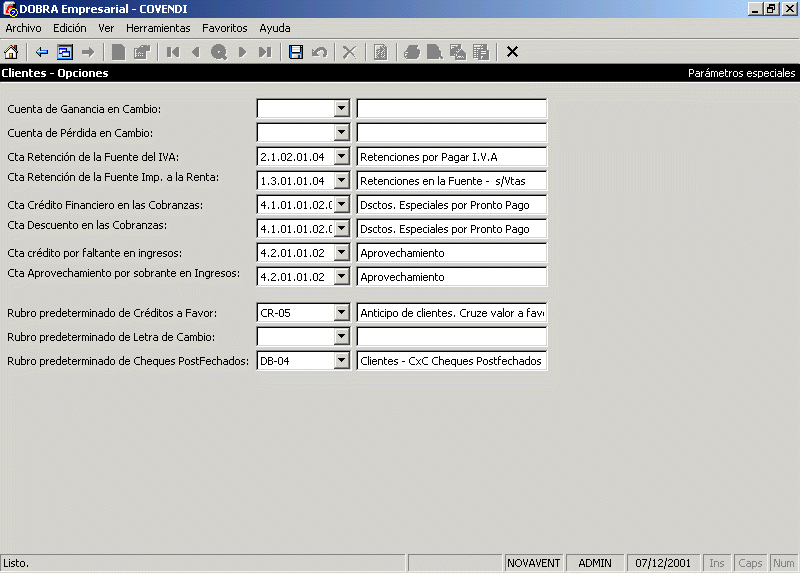 DOBRA Empresarial - COVENDI
Archivo Edición Ver Herramientas Favoritos Ayuda
Clientes - Opciones Parámetros especiales
Cuenta de Ganancia en Cambio:
Cuenta de Pérdida en Cambio:
Cta Retención de la Fuente del IVA: 2.1.02.01.04 Retenciones por Pagar I.V.A
Cta Retención de la Fuente Imp. a la Renta: 1.3.01.01.04 Retenciones en la Fuente - s/Vtas
Cta Crédito Financiero en las Cobranzas: 4.1.01.01.02.0 Dsctos. Especiales por Pronto Pago
Cta Descuento en las Cobranzas: 4.1.01.01.02.0 Dsctos. Especiales por Pronto Pago
Cta crédito por faltante en ingresos: 4.2.01.01.02 Aprovechamiento
Cta Aprovechamiento por sobrante en Ingresos: 4.2.01.01.02 Aprovechamiento
Rubro predeterminado de Créditos a Favor: CR-05 Anticipo de clientes. Cruze valor a favo
Rubro predeterminado de Letra de Cambio:
Rubro predeterminado de Cheques PostFechados: DB-04 Clientes - CxC Cheques Postfechados
Listo. NOVAVENT ADMIN 07/12/2001 Ins Caps Num